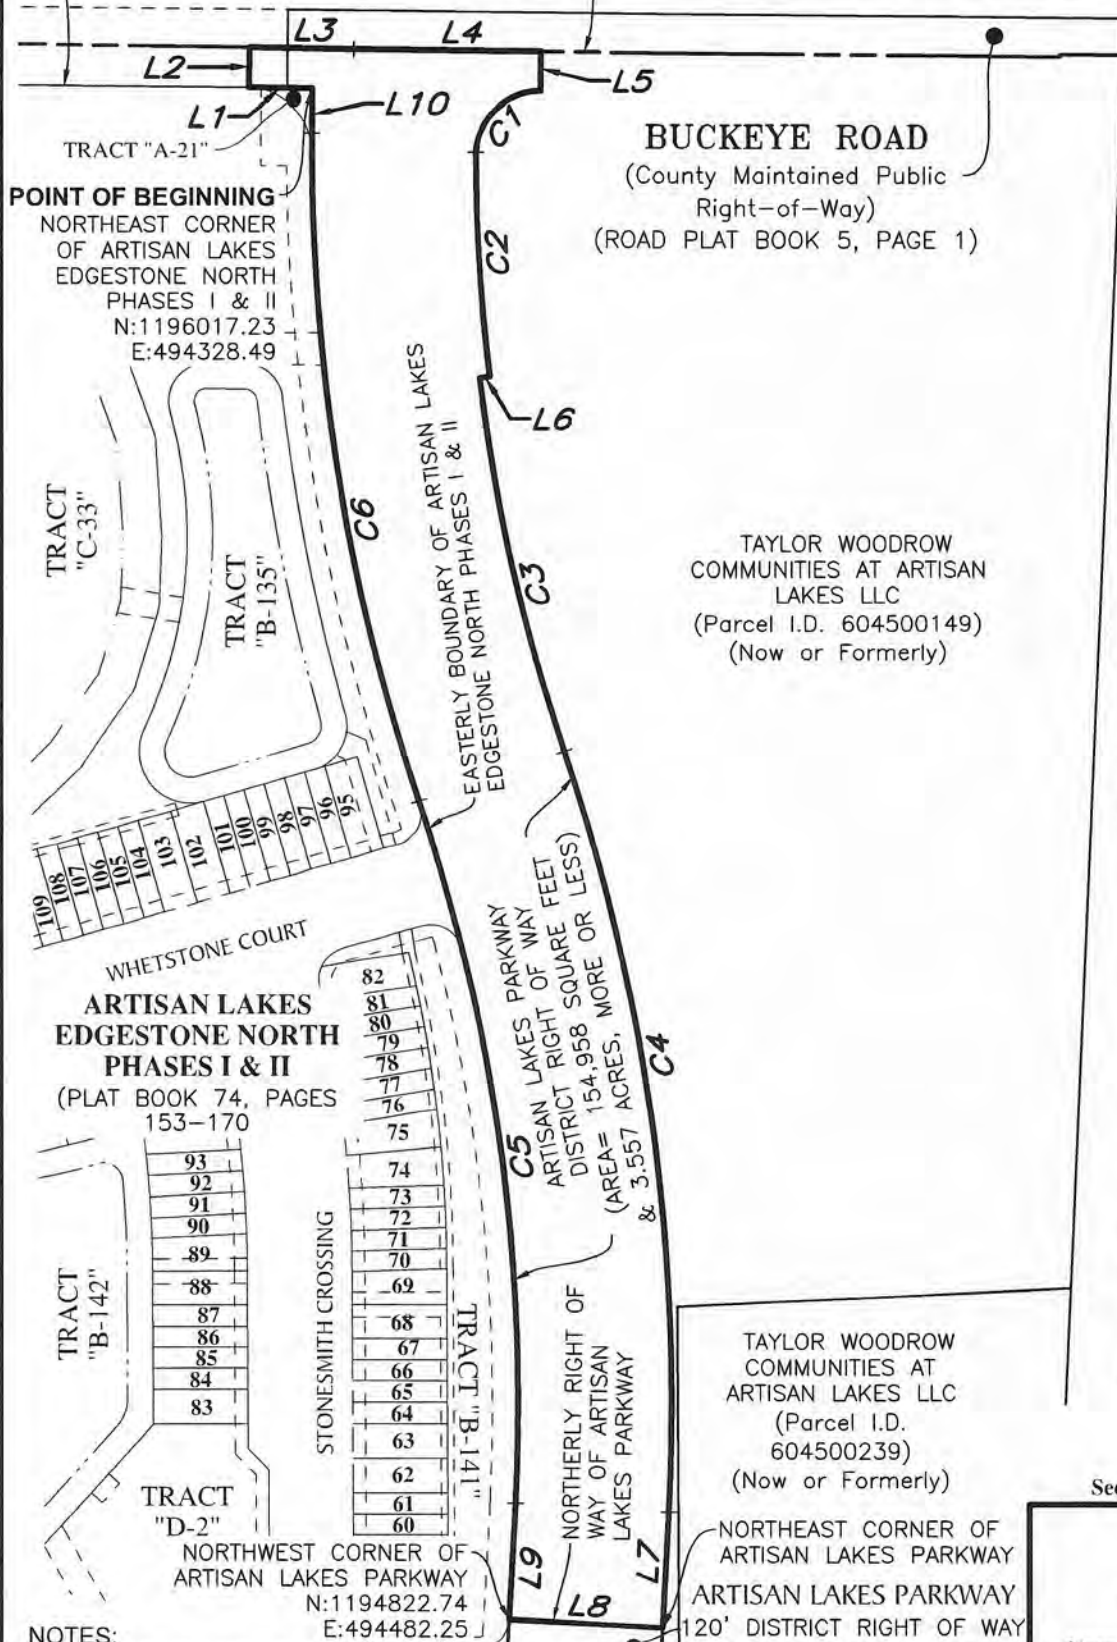 L3
L4
L2
L5
L1
L10
C1
TRACT "A-21"
BUCKEYE ROAD
(County Maintained Public
Right-of-Way)
(ROAD PLAT BOOK 5, PAGE 1)
POINT OF BEGINNING
NORTHEAST CORNER
OF ARTISAN LAKES
EDGESTONE NORTH
PHASES I & II
N:1196017.23
E:494328.49
C2
L6
EASTERLY BOUNDARY OF ARTISAN LAKES
EDGESTONE NORTH PHASES I & II
C6
C3
TRACT
"C-33"
TRACT
"B-135"
TAYLOR WOODROW
COMMUNITIES AT ARTISAN
LAKES LLC
(Parcel I.D. 604500149)
(Now or Formerly)
109
108
107
106
105
104
103
102
101
100
99
98
97
96
95
WHETSTONE COURT
ARTISAN LAKES
EDGESTONE NORTH
PHASES I & II
(PLAT BOOK 74, PAGES
153-170
82
81
80
79
78
77
76
75
74
73
72
71
70
69
68
67
66
65
64
63
62
61
60
C5
ARTISAN LAKES PARKWAY
ARTISAN RIGHT OF WAY
DISTRICT RIGHT SQUARE FEET
(AREA= 154,958 SQUARE FEET
& 3.557 ACRES, MORE OR LESS)
C4
93
92
91
90
89
88
87
86
85
84
83
TRACT
"B-142"
STONESMITH CROSSING
TRACT "B-141"
NORTHERLY RIGHT OF
WAY OF ARTISAN
LAKES PARKWAY
TAYLOR WOODROW
COMMUNITIES AT
ARTISAN LAKES LLC
(Parcel I.D.
604500239)
(Now or Formerly)
TRACT
"D-2"
NORTHWEST CORNER OF
ARTISAN LAKES PARKWAY
N:1194822.74
E:494482.25
L9
L8
L7
NORTHEAST CORNER OF
ARTISAN LAKES PARKWAY
ARTISAN LAKES PARKWAY
120' DISTRICT RIGHT OF WAY
NOTES: